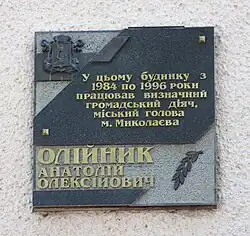 У цьому будинку з
1984 по 1996 роки
працював визначний
громадський діяч,
міський голова
м. Миколаєва
ОЛІЙНИК
АНАТОЛІЙ
ОЛЕКСІЙОВИЧ